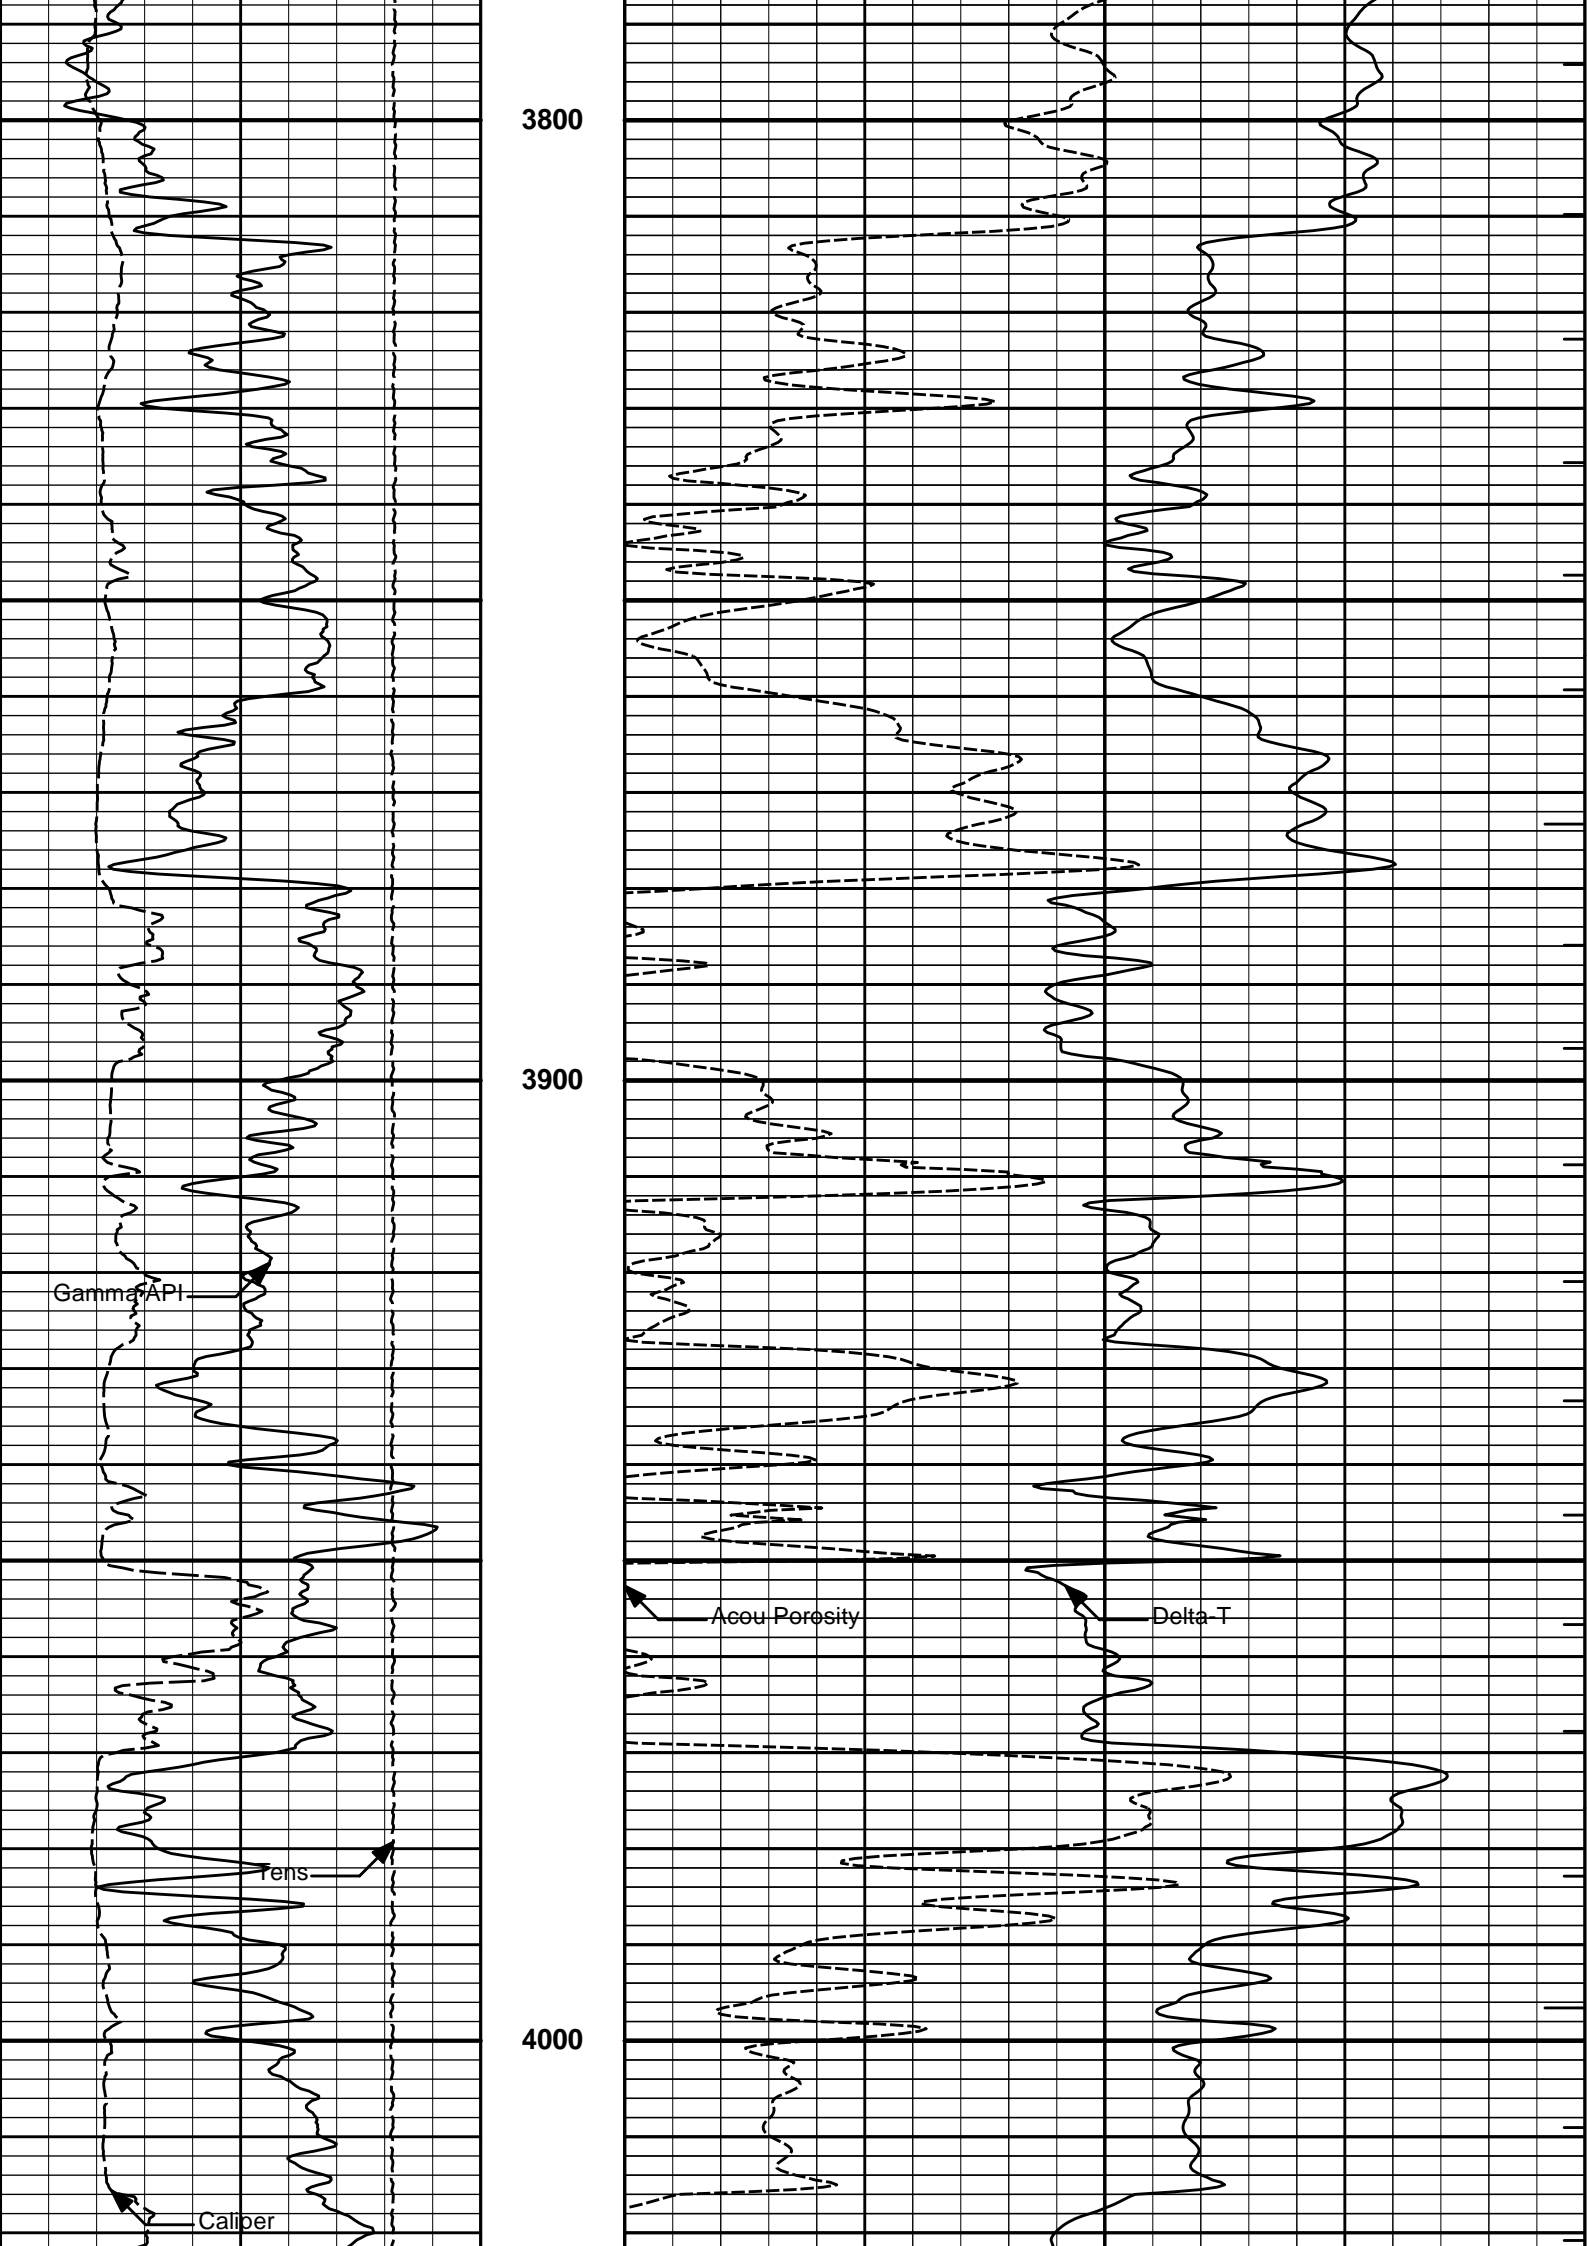 3800
3900
Gamma API
Acou Porosity
Delta-T
Tens
4000
Caliper